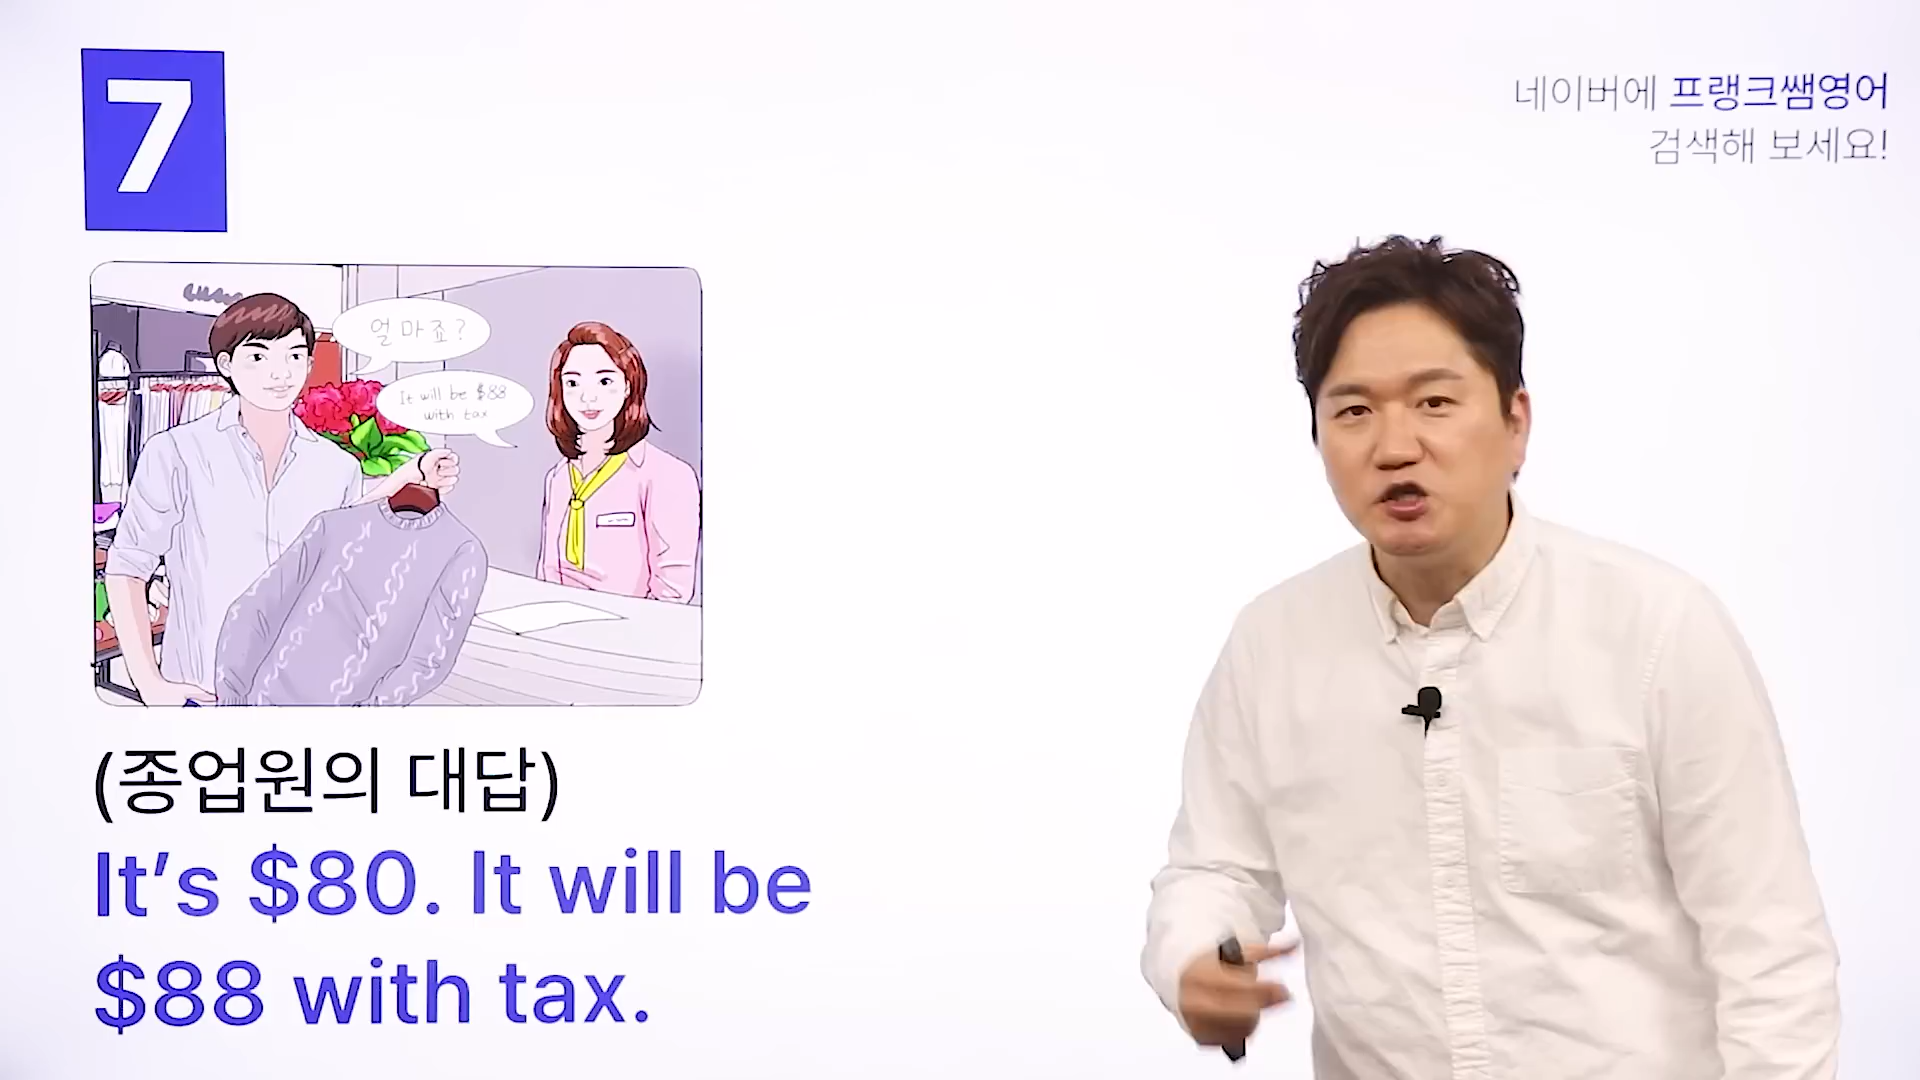 7
네이버에 프랭크쌤영어
검색해 보세요!
얼마죠?
It will be $88
with tax
(종업원의 대답)
It's $80. It will be
$88 with tax.